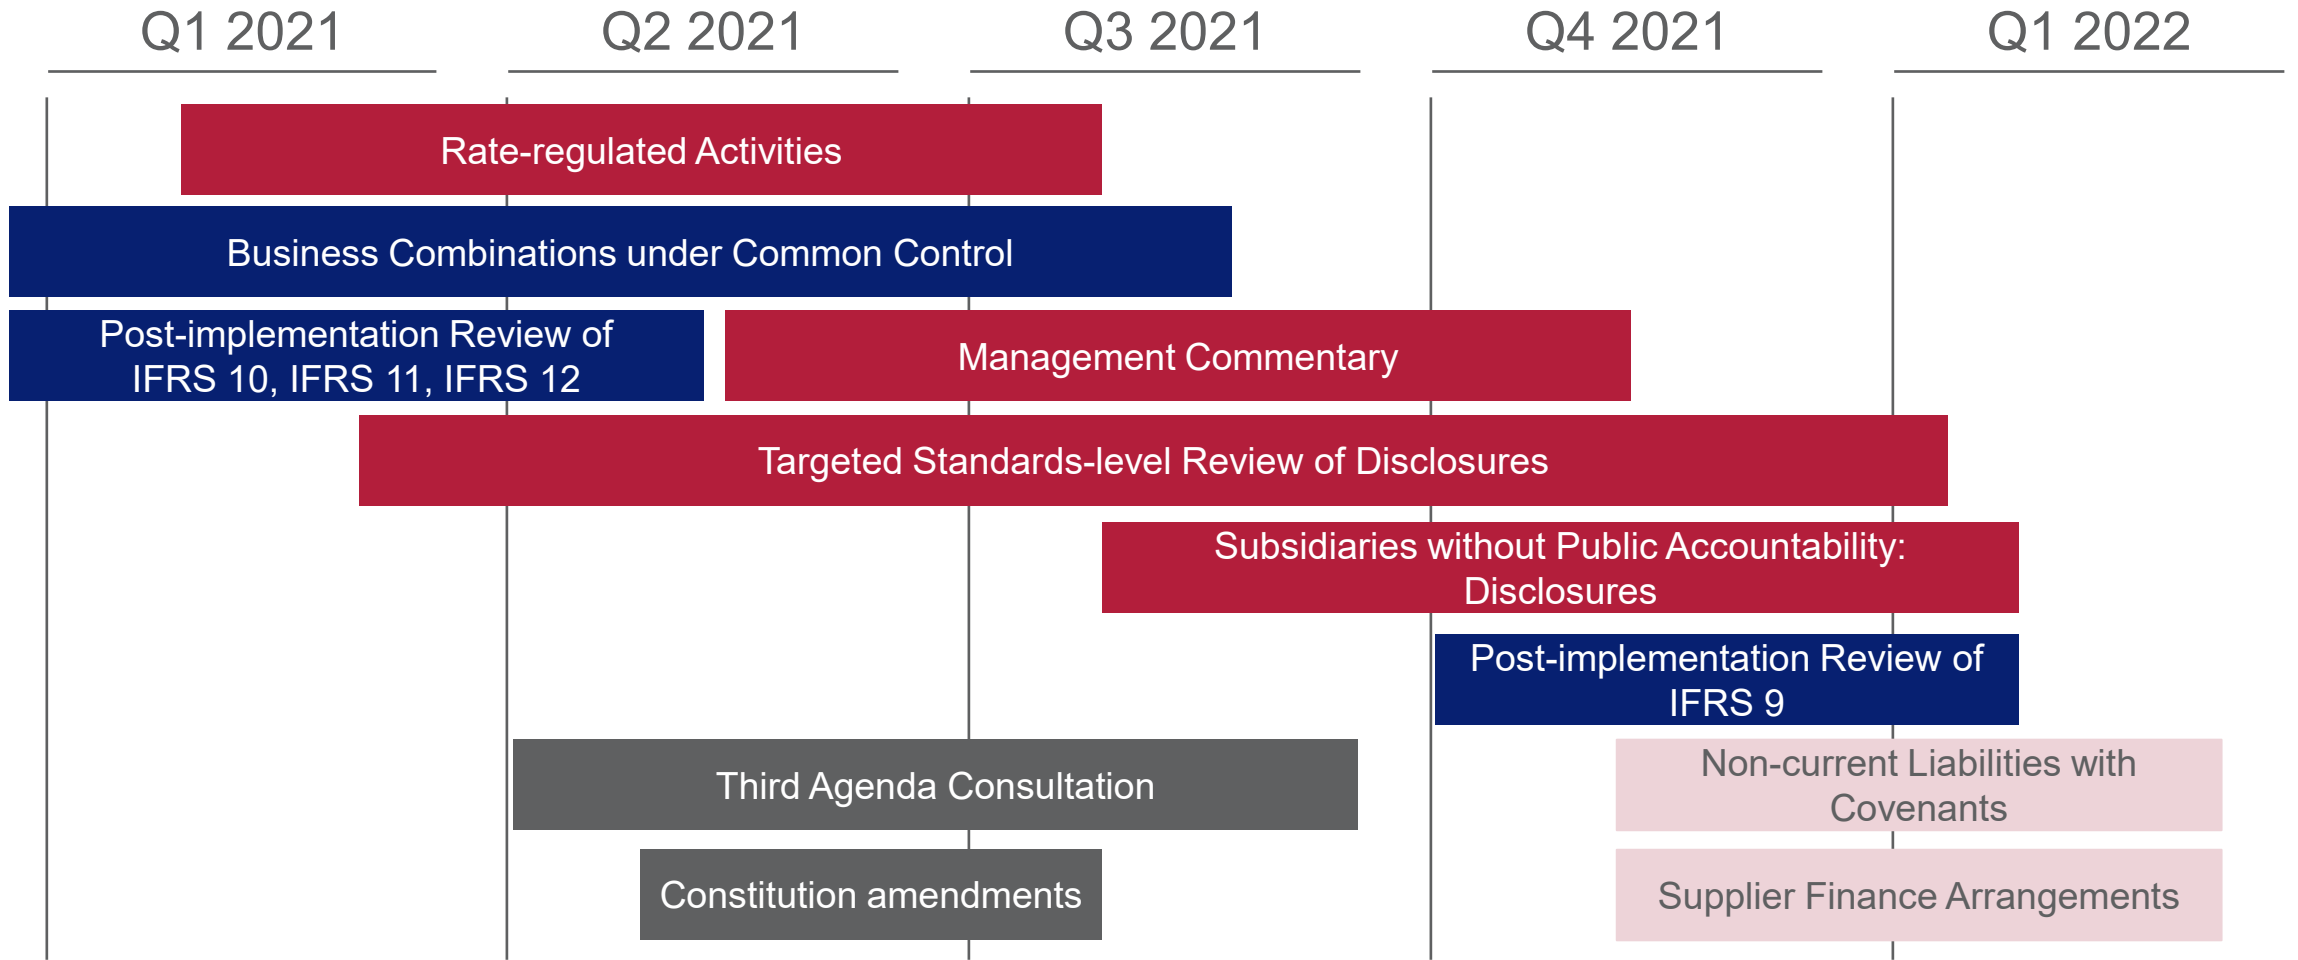 Q1 2021
Q2 2021
Q3 2021
Q4 2021
Q1 2022
Rate-regulated Activities
Business Combinations under Common Control
Post-implementation Review of
IFRS 10, IFRS 11, IFRS 12
Management Commentary
Targeted Standards-level Review of Disclosures
Subsidiaries without Public Accountability:
Disclosures
Post-implementation Review of
IFRS 9
Third Agenda Consultation
Non-current Liabilities with
Covenants
Constitution amendments
Supplier Finance Arrangements